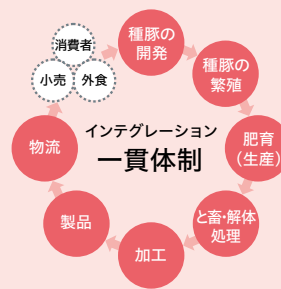 消費者
小売
外食
種豚の
開発
種豚の
繁殖
肥育
(生産)
と畜・解体
処理
加工
製品
物流
インテグレーション
一貫体制